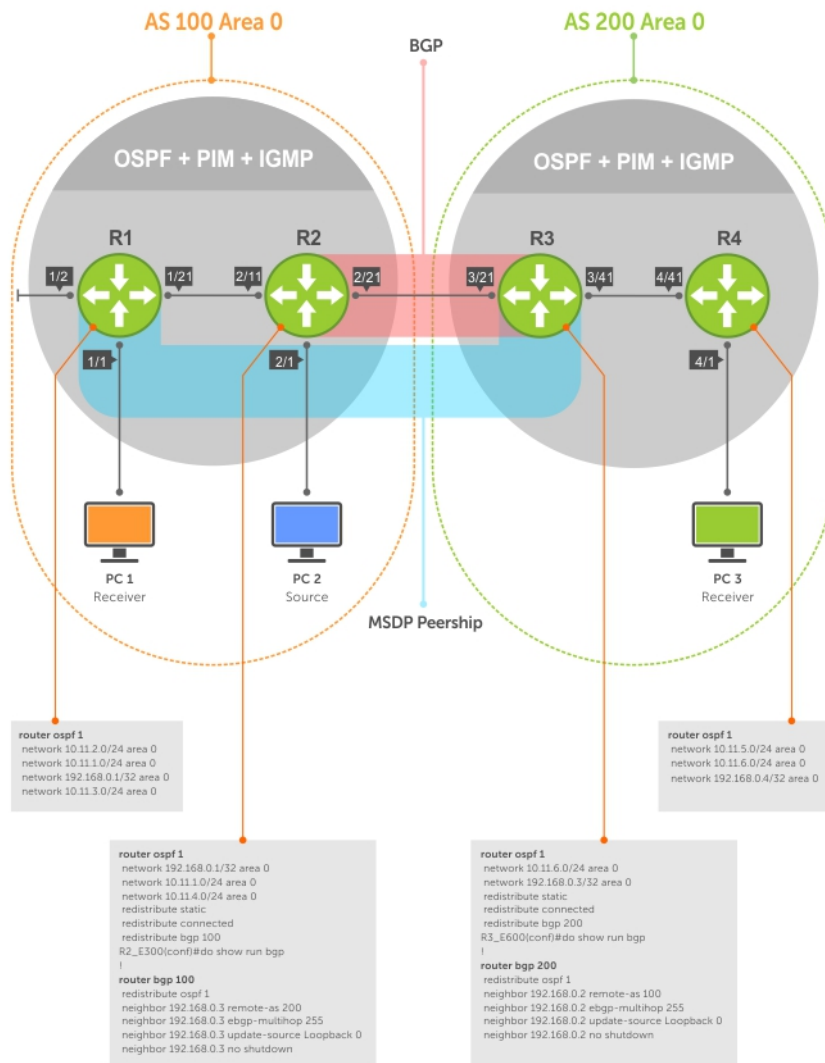 AS 100 Area 0
AS 200 Area 0
BGP
OSPF + PIM + IGMP
OSPF + PIM + IGMP
R1
R2
R3
R4
1/2
1/21
2/11
2/21
3/21
3/41
4/41
1/1
2/1
4/1
PC 1
Receiver
PC 2
Source
PC 3
Receiver
MSDP Peership
router ospf 1
network 10.11.2.0/24 area 0
network 10.11.1.0/24 area 0
network 192.168.0.1/32 area 0
network 10.11.3.0/24 area 0
router ospf 1
network 10.11.5.0/24 area 0
network 10.11.6.0/24 area 0
network 192.168.0.4/32 area 0
router ospf 1
network 192.168.0.1/32 area 0
network 10.11.1.0/24 area 0
network 10.11.4.0/24 area 0
redistribute static
redistribute connected
redistribute bgp 100
R2_E300(conf)#do show run bgp
!
router bgp 100
redistribute ospf 1
neighbor 192.168.0.3 remote-as 200
neighbor 192.168.0.3 ebgp-multihop 255
neighbor 192.168.0.3 update-source Loopback 0
neighbor 192.168.0.3 no shutdown
router ospf 1
network 10.11.6.0/24 area 0
network 192.168.0.3/32 area 0
redistribute static
redistribute connected
redistribute bgp 200
R3_E600(conf)#do show run bgp
!
router bgp 200
redistribute ospf 1
neighbor 192.168.0.2 remote-as 100
neighbor 192.168.0.2 ebgp-multihop 255
neighbor 192.168.0.2 update-source Loopback 0
neighbor 192.168.0.2 no shutdown